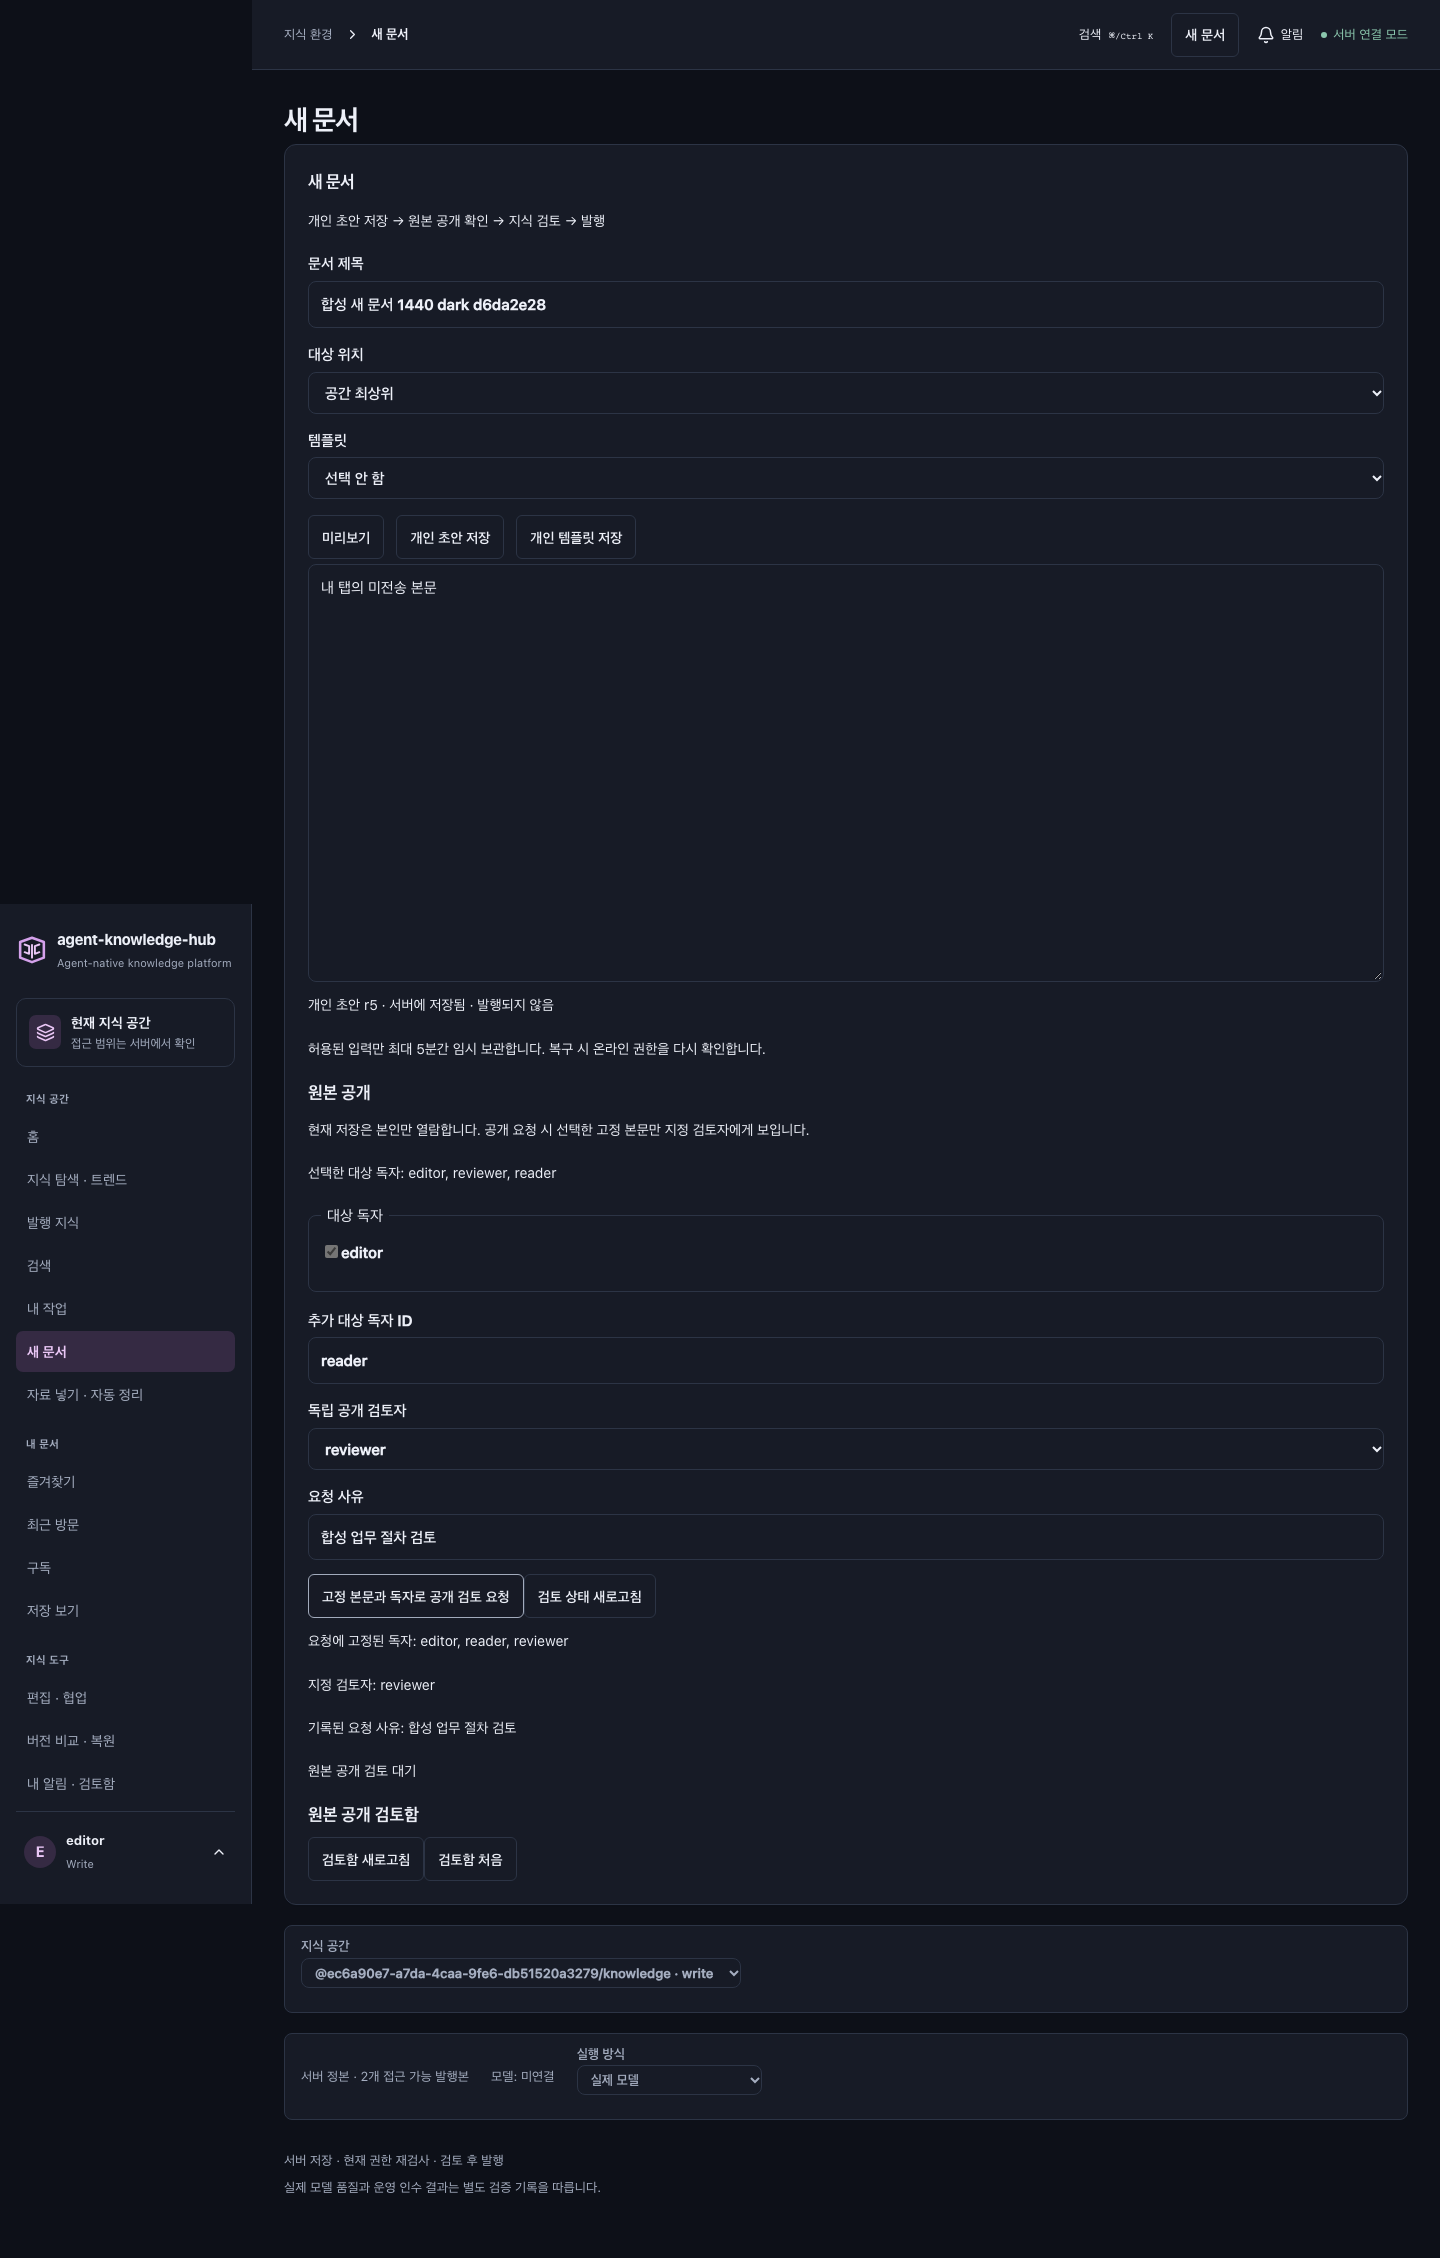 지식 환경 > 새 문서
검색 ⌘/Ctrl K
새 문서
알림
서버 연결 모드
새 문서
새 문서
개인 초안 저장 → 원본 공개 확인 → 지식 검토 → 발행
문서 제목
합성 새 문서 1440 dark d6da2e28
대상 위치
공간 최상위
템플릿
선택 안 함
미리보기
개인 초안 저장
개인 템플릿 저장
내 탭의 미전송 본문
개인 초안 r5 · 서버에 저장됨 · 발행되지 않음
허용된 입력만 최대 5분간 임시 보관합니다. 복구 시 온라인 권한을 다시 확인합니다.
원본 공개
현재 저장은 본인만 열람합니다. 공개 요청 시 선택한 고정 본문만 지정 검토자에게 보입니다.
선택한 대상 독자: editor, reviewer, reader
대상 독자
editor
추가 대상 독자 ID
reader
독립 공개 검토자
reviewer
요청 사유
합성 업무 절차 검토
고정 본문과 독자로 공개 검토 요청
검토 상태 새로고침
요청에 고정된 독자: editor, reader, reviewer
지정 검토자: reviewer
기록된 요청 사유: 합성 업무 절차 검토
원본 공개 검토 대기
원본 공개 검토함
검토함 새로고침
검토함 처음
agent-knowledge-hub
Agent-native knowledge platform
현재 지식 공간
접근 범위는 서버에서 확인
지식 공간
홈
지식 탐색 · 트렌드
발행 지식
검색
내 작업
새 문서
자료 넣기 · 자동 정리
내 문서
즐겨찾기
최근 방문
구독
저장 보기
지식 도구
편집 · 협업
버전 비교 · 복원
내 알림 · 검토함
E
editor
Write
지식 공간
@ec6a90e7-a7da-4caa-9fe6-db51520a3279/knowledge · write
서버 정본 · 2개 접근 가능 발행본
모델: 미연결
실행 방식
실제 모델
서버 저장 · 현재 권한 재검사 · 검토 후 발행
실제 모델 품질과 운영 인수 결과는 별도 검증 기록을 따릅니다.